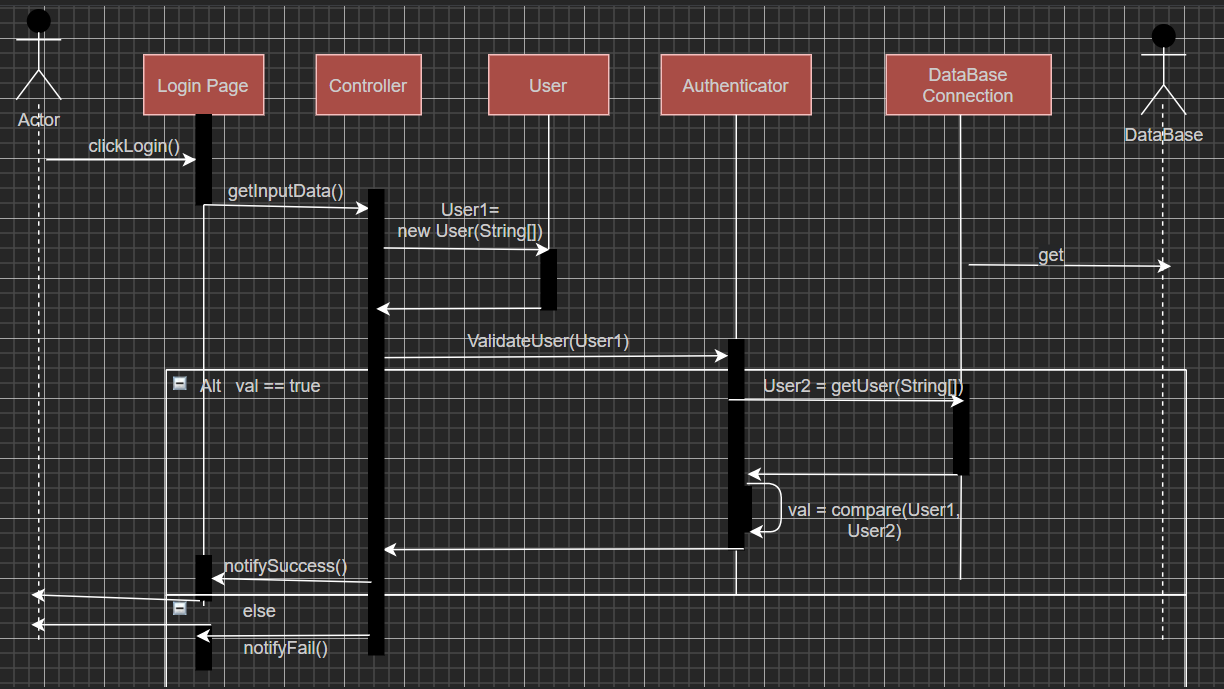 Login Page
Controller
User
Authenticator
DataBase
Connection
Actor
DataBase
clickLogin()
getInputData()
User1=
new User(String[])
get
ValidateUser(User1)
Alt val == true
User2 = getUser(String[])
val = compare(User1,
User2)
notifySuccess()
else
notifyFail()